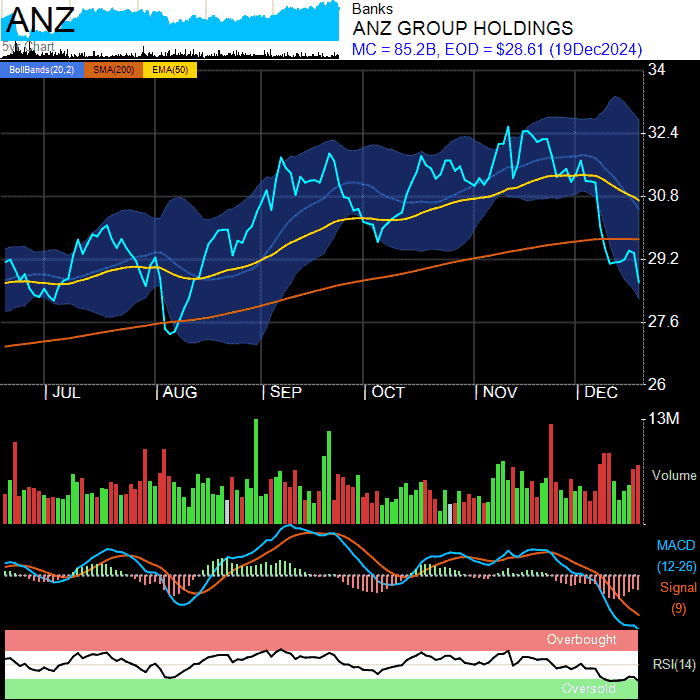 ANZ
5yr Chart
Banks
ANZ GROUP HOLDINGS
MC = 85.2B, EOD = $28.61 (19Dec2024)
BollBands(20,2) SMA(200) EMA(50)
34
32.4
30.8
29.2
27.6
26
| JUL | AUG | SEP | OCT | NOV | DEC
13M
Volume
MACD
(12-26)
Signal
(9)
Overbought
RSI(14)
Oversold